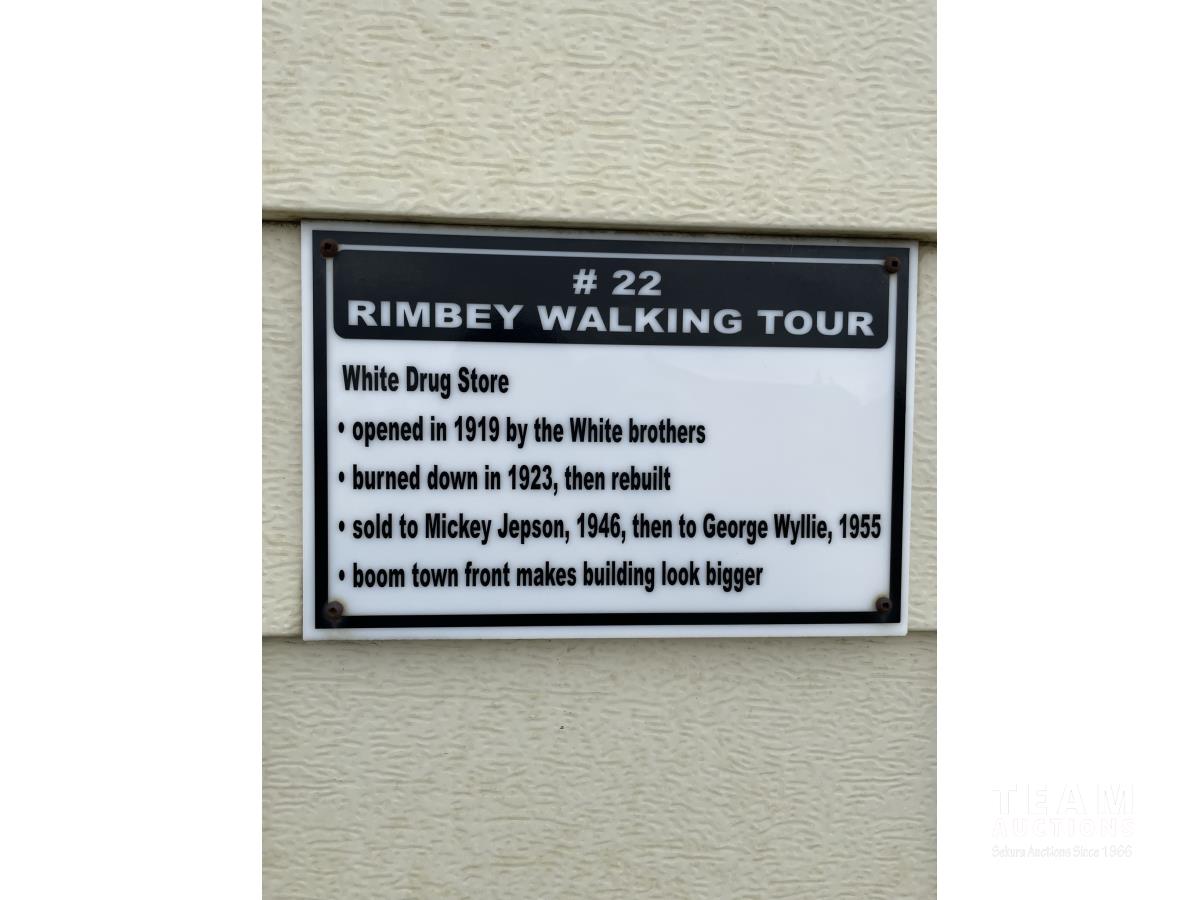 # 22
RIMBEY WALKING TOUR
White Drug Store
• opened in 1919 by the White brothers
• burned down in 1923, then rebuilt
• sold to Mickey Jepson, 1946, then to George Wyllie, 1955
• boom town front makes building look bigger
TEAM
AUCTIONS
Sekura Auctions Since 1966